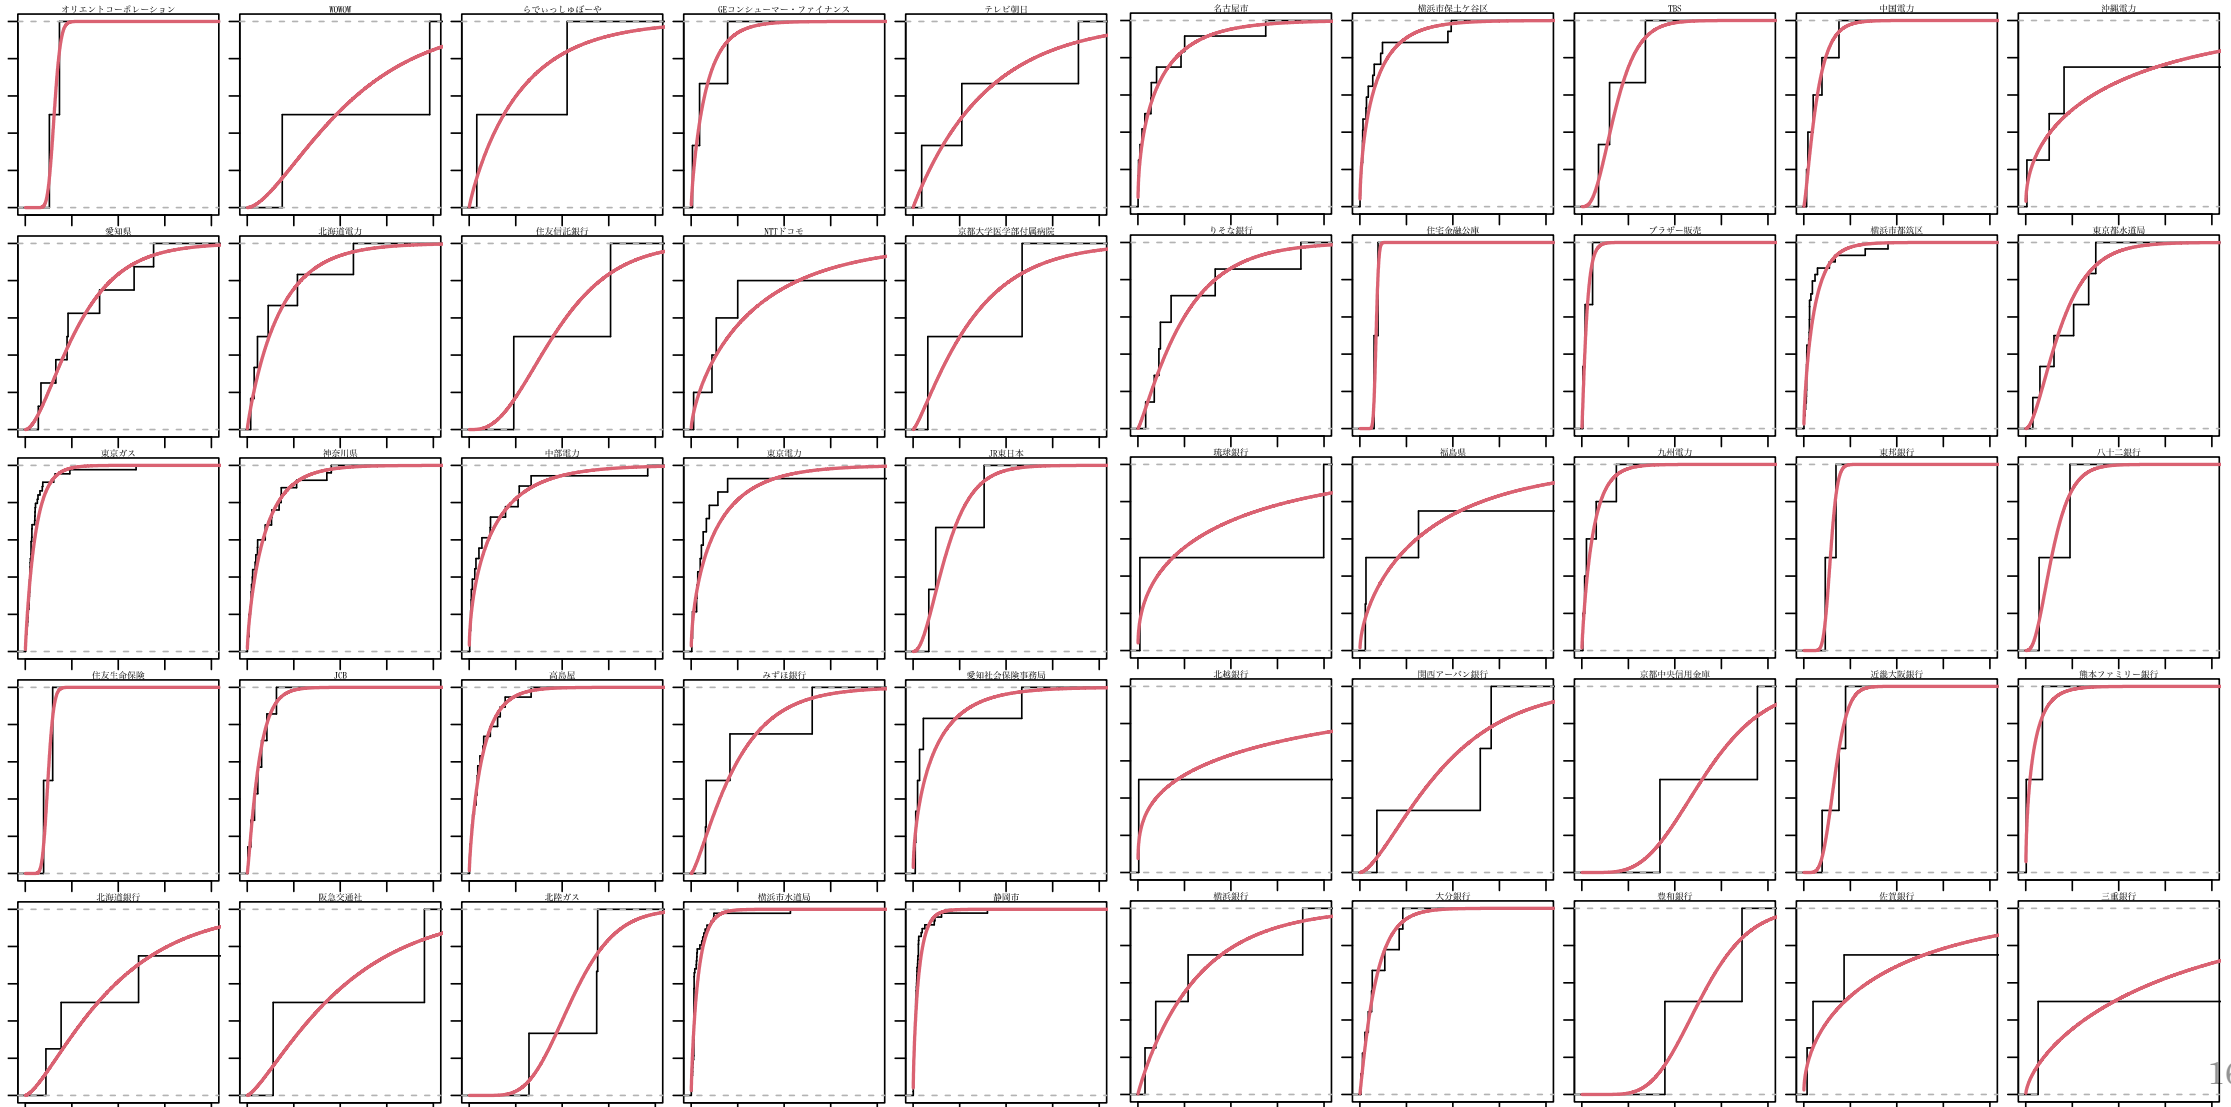 オリエントコーポレーション
WOWOW
らでぃっしゅぼーや
GEコンシューマー・ファイナンス
テレビ朝日
名古屋市
横浜市保土ケ谷区
TBS
中国電力
沖縄電力
愛知県
北海道電力
住友信託銀行
NTTドコモ
京都大学医学部付属病院
りそな銀行
住宅金融公庫
ブラザー販売
横浜市都筑区
東京都水道局
東京ガス
神奈川県
中部電力
東京電力
JR東日本
琉球銀行
福島県
九州電力
東邦銀行
八十二銀行
住友生命保険
JCB
高島屋
みずほ銀行
愛知社会保険事務局
北越銀行
関西アーバン銀行
京都中央信用金庫
近畿大阪銀行
熊本ファミリー銀行
北海道銀行
阪急交通社
北陸ガス
横浜市水道局
静岡市
横浜銀行
大分銀行
豊和銀行
佐賀銀行
三重銀行